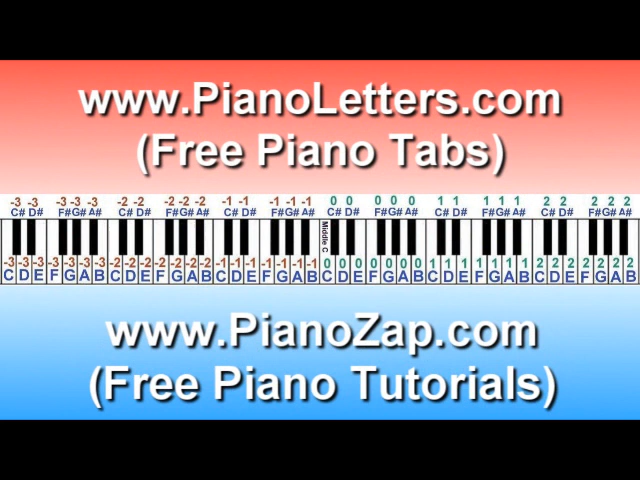 www.PianoLetters.com
(Free Piano Tabs)
-3 -3 -3 -3 -3 -2 -2 -2 -2 -2 -1 -1 -1 -1 -1 0 0 0 0 0 1 1 1 1 1 2 2 2 2 2
C# D# F# G# A# C# D# F# G# A# C# D# F# G# A# C# D# F# G# A# C# D# F# G# A# C# D# F# G# A#
Middle C
-3 -3 -3 -3 -3 -3 -3 -2 -2 -2 -2 -2 -2 -2 -1 -1 -1 -1 -1 -1 -1 0 0 0 0 0 0 0 1 1 1 1 1 1 1 2 2 2 2 2 2 2
C D E F G A B C D E F G A B C D E F G A B C D E F G A B C D E F G A B C D E F G A B
www.PianoZap.com
(Free Piano Tutorials)